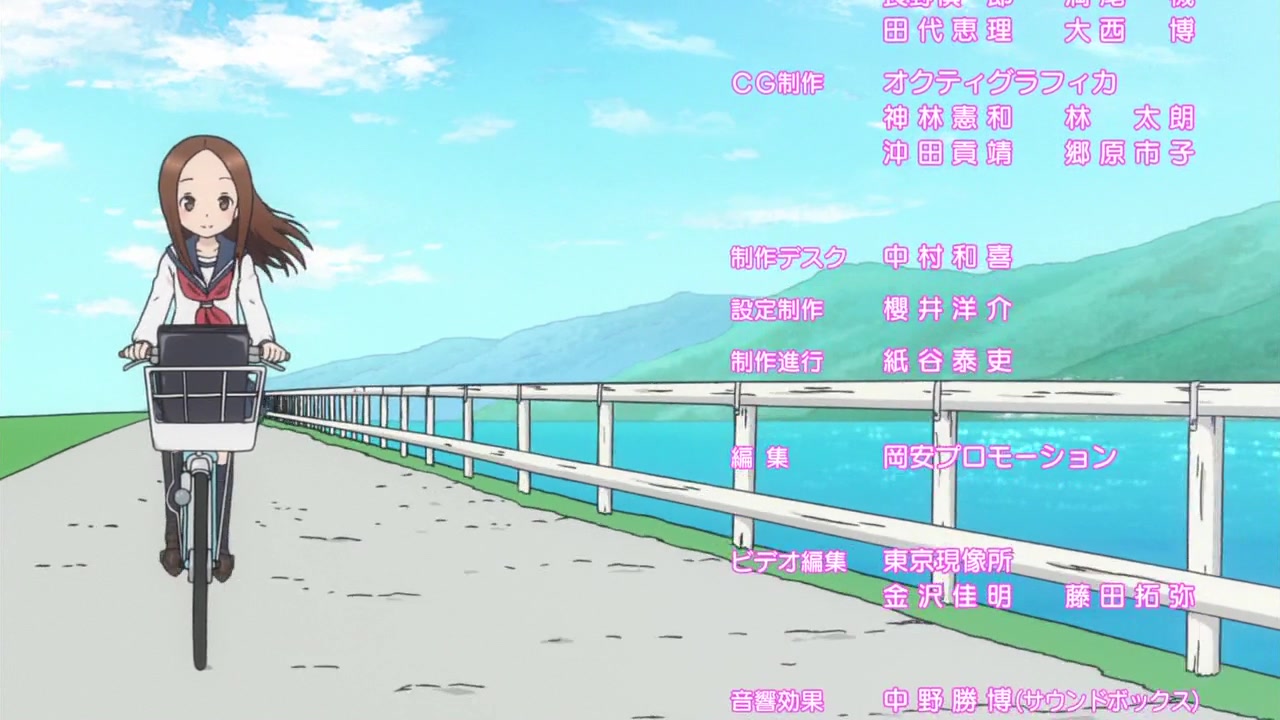 田代恵理 大西 博
CG制作 オクティグラフィカ
神林憲和 林 太朗
沖田貢靖 郷原市子
制作デスク 中村和喜
設定制作 櫻井洋介
制作進行 紙谷泰吏
編集 岡安プロモーション
ビデオ編集 東京現像所
金沢佳明 藤田拓弥
音響効果 中野勝博(サウンドボックス)